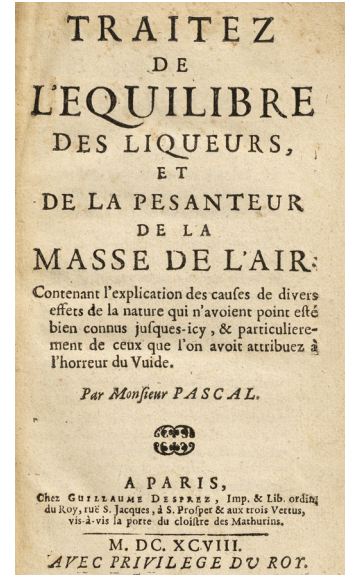 TRAITEZ
DE
L'EQUILIBRE
DES LIQUEURS,
ET
DE LA PESANTEUR
DE LA
MASSE DE L'AIR.
Contenant l'explication des causes de divers
effets de la nature qui n'avoient point esté
bien connus jusques-icy, & particuliere-
ment de ceux que l'on avoit attribuez à
l'horreur du Vuide.
Par Monsieur PASCAL.
A PARIS,
Chez GUILLAUME DESPREZ, Imp. & Lib. ordin.
du Roy, ruë S. Jacques, à S. Prosper & aux trois Vertus,
vis-à-vis la porte du cloistre des Mathurins.
M. DC. XCVIII.
AVEC PRIVILEGE DV ROY.